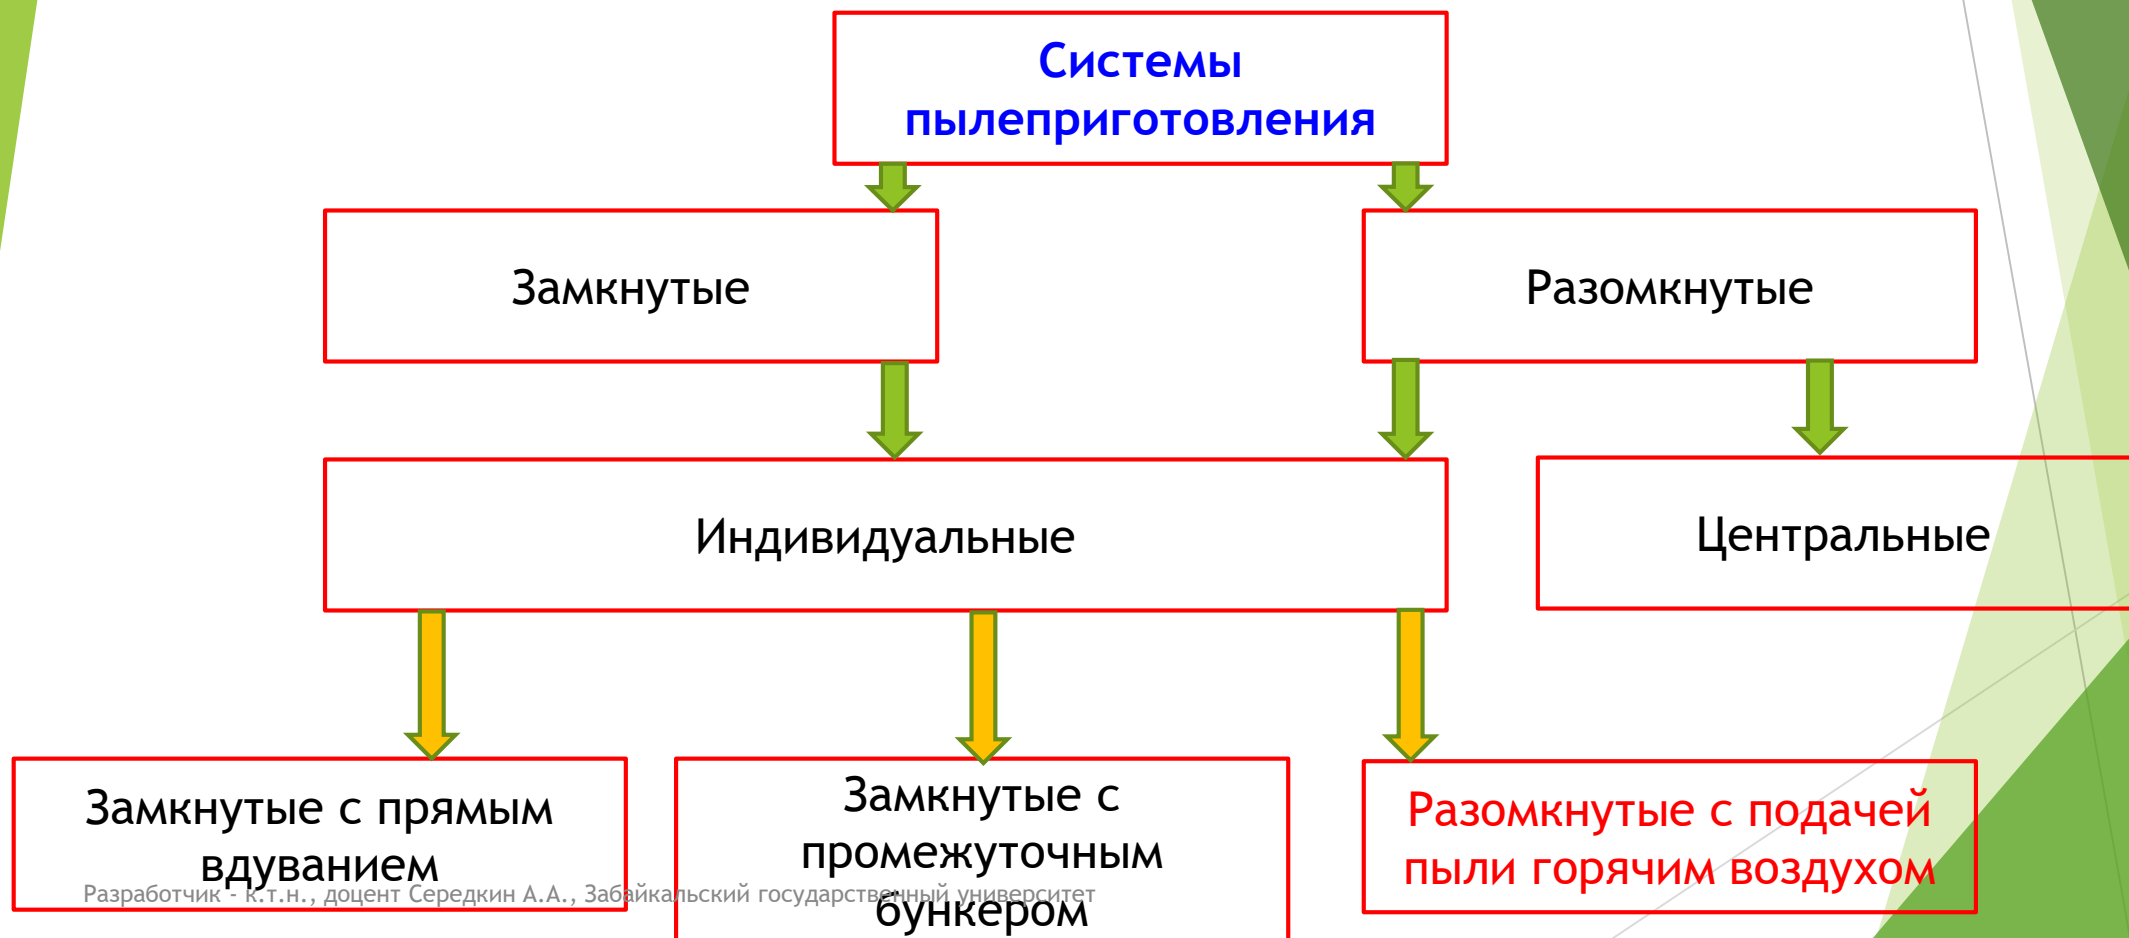 Системы
пылеприготовления
Замкнутые
Разомкнутые
Индивидуальные
Центральные
Замкнутые с прямым
вдуванием
Замкнутые с
промежуточным
бункером
Разомкнутые с подачей
пыли горячим воздухом
Разработчик - к.т.н., доцент Середкин А.А., Забайкальский государственный университет